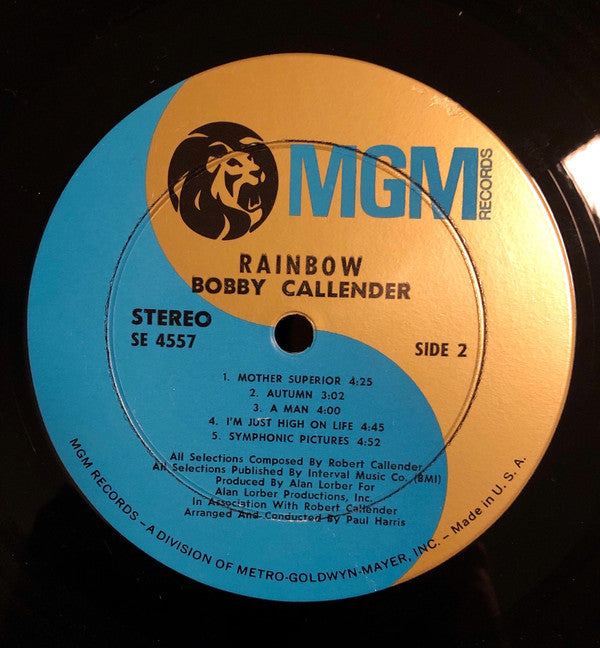 MGM
RECORDS
RAINBOW
BOBBY CALLENDER
STEREO
SE 4557
SIDE 2
1. MOTHER SUPERIOR 4:25
2. AUTUMN 3:02
3. A MAN 4:00
4. I'M JUST HIGH ON LIFE 4:45
5. SYMPHONIC PICTURES 4:52
All Selections Composed By Robert Callender
All Selections Published By Interval Music Co. (BMI)
Produced By Alan Lorber For
Alan Lorber Productions, Inc.
In Association With Robert Callender
Arranged And Conducted By Paul Harris
MGM RECORDS – A DIVISION OF METRO-GOLDWYN-MAYER, INC. – Made in U. S. A.